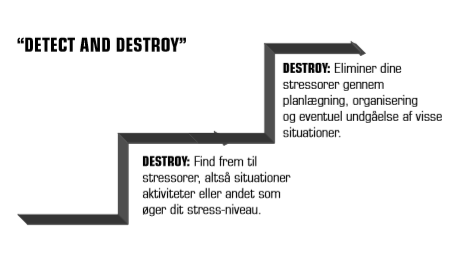 “DETECT AND DESTROY”
DESTROY: Eliminer dine
stressorer gennem
planlægning, organisering
og eventuel undgåelse af visse
situationer.
DESTROY: Find frem til
stressorer, altså situationer
aktiviteter eller andet som
øger dit stress-niveau.